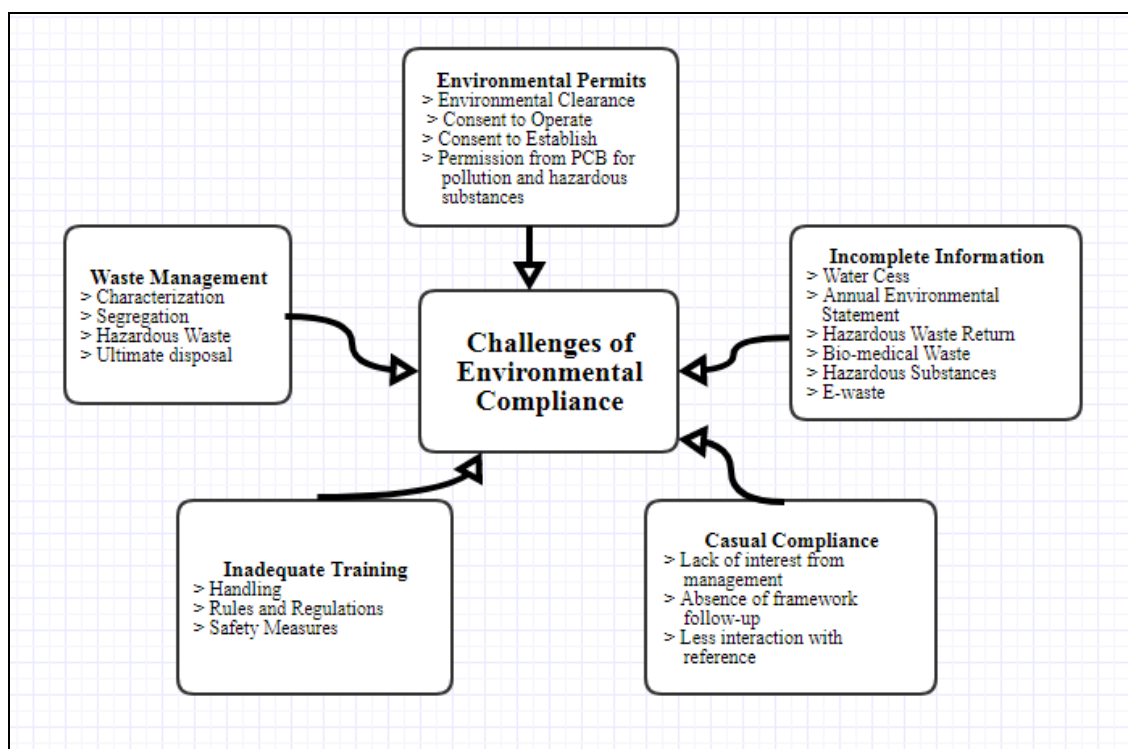 Environmental Permits
> Environmental Clearance
> Consent to Operate
> Consent to Establish
> Permission from PCB for
pollution and hazardous
substances
Waste Management
> Characterization
> Segregation
> Hazardous Waste
> Ultimate disposal
Challenges of
Environmental
Compliance
Incomplete Information
> Water Cess
> Annual Environmental
Statement
> Hazardous Waste Return
> Bio-medical Waste
> Hazardous Substances
> E-waste
Inadequate Training
> Handling
> Rules and Regulations
> Safety Measures
Casual Compliance
> Lack of interest from
management
> Absence of framework
follow-up
> Less interaction with
reference